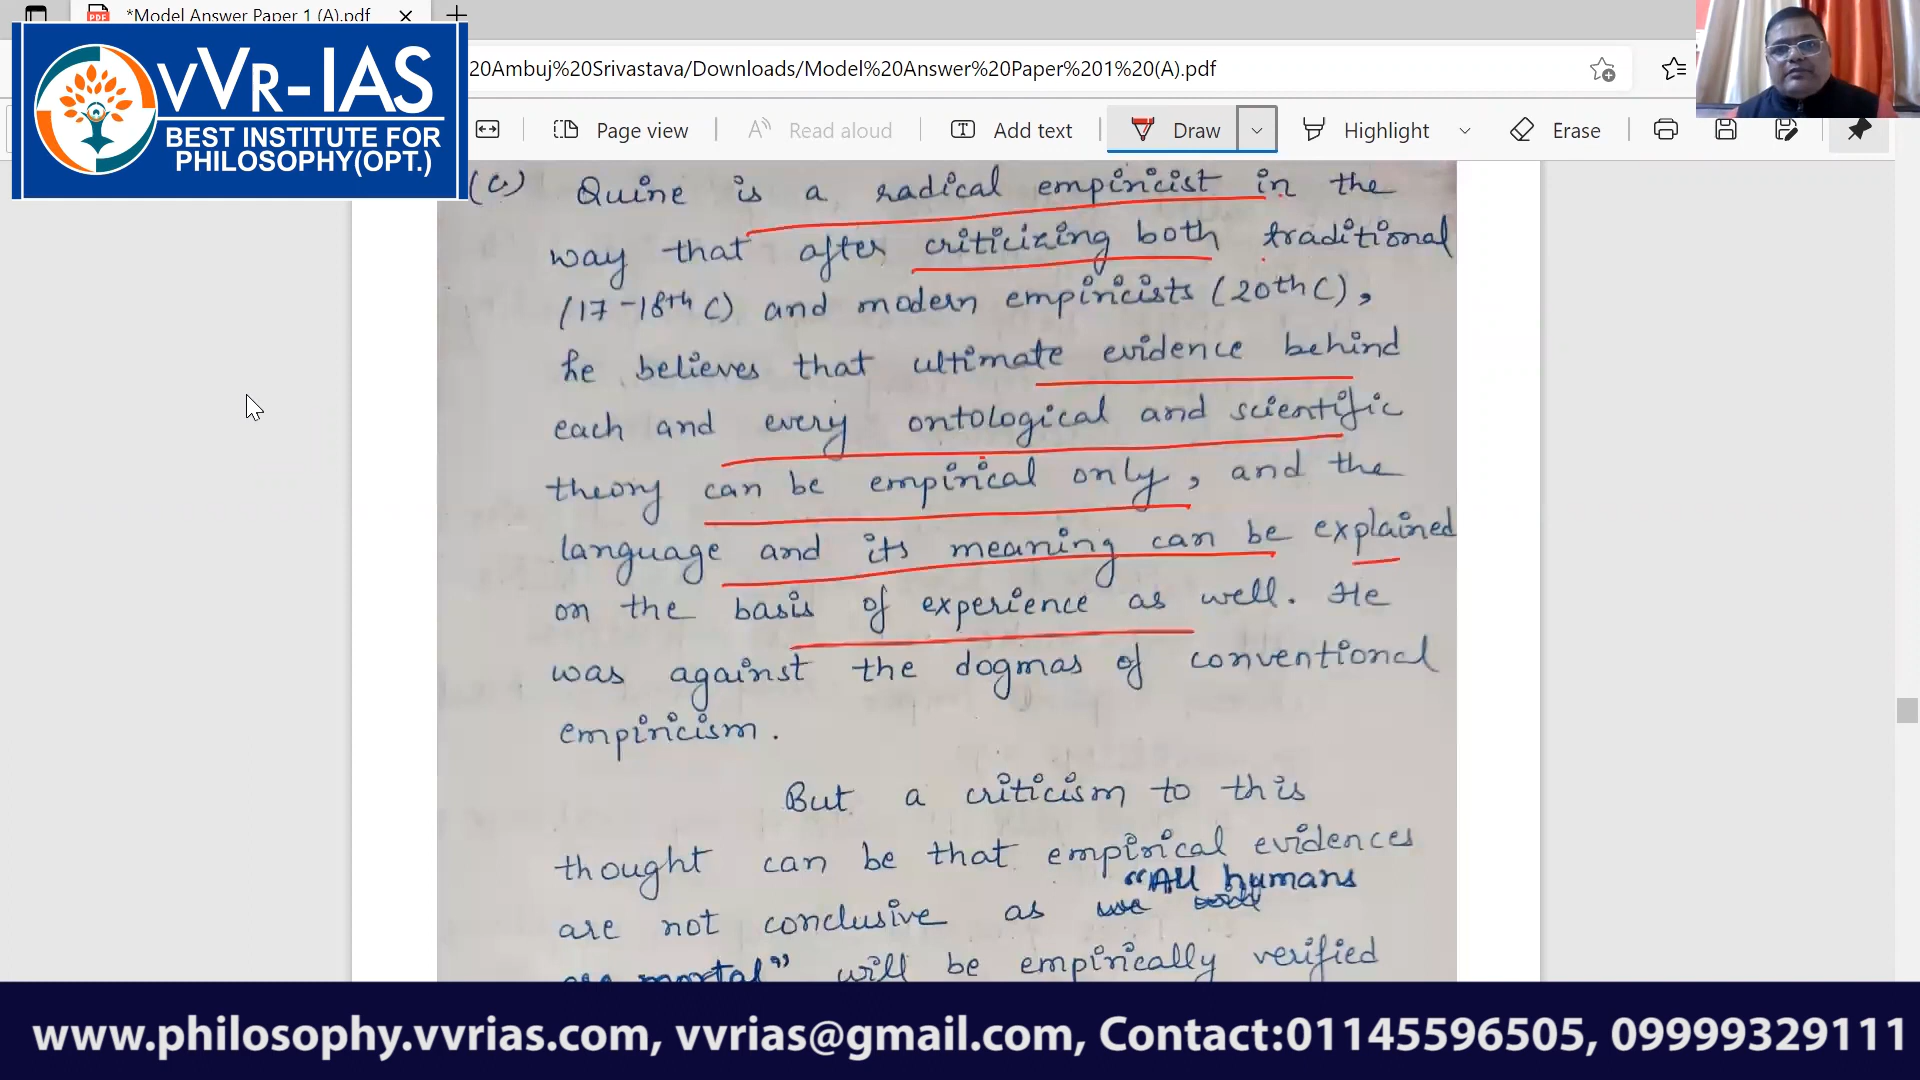 *Model Answer Paper 1 (A).pdf
vVR-IAS
BEST INSTITUTE FOR
PHILOSOPHY(OPT.)
20Ambuj%20Srivastava/Downloads/Model%20Answer%20Paper%201%20(A).pdf
Page view
Read aloud
Add text
Draw
Highlight
Erase
(c) Quine is a radical empiricist in the
way that after criticizing both traditional
(17-18th C) and modern empiricists (20th C),
he believes that ultimate evidence behind
each and every ontological and scientific
theory can be empirical only, and the
language and its meaning can be explained
on the basis of experience as well. He
was against the dogmas of conventional
empiricism.
But a criticism to this
thought can be that empirical evidences
"All humans
are not conclusive as
are mortal" will be empirically verified
www.philosophy.vvrias.com, vvrias@gmail.com, Contact:01145596505, 09999329111